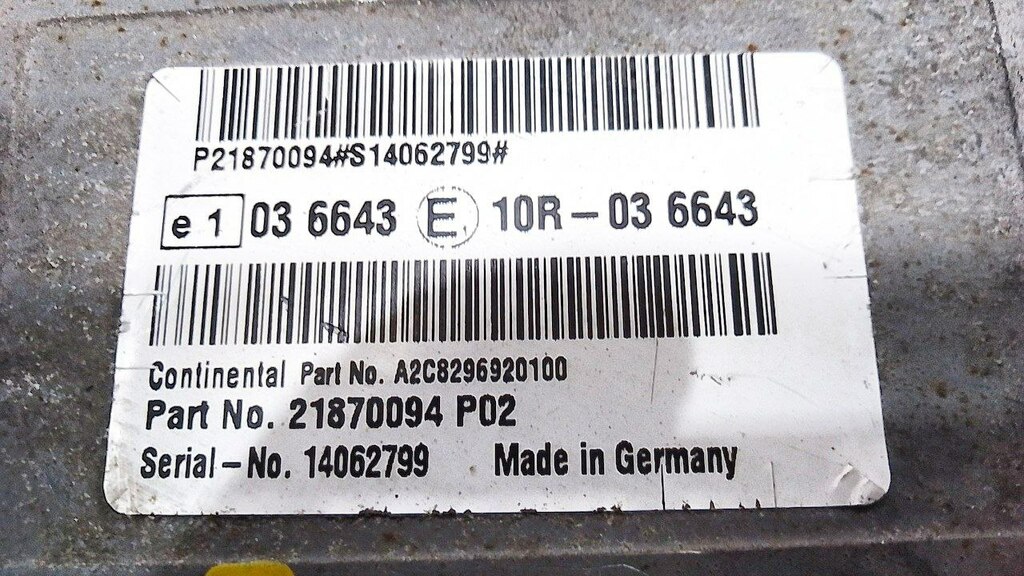 P21870094#S14062799#
e 1 03 6643 E 10R – 03 6643
Continental Part No. A2C8296920100
Part No. 21870094 P02
Serial – No. 14062799 Made in Germany